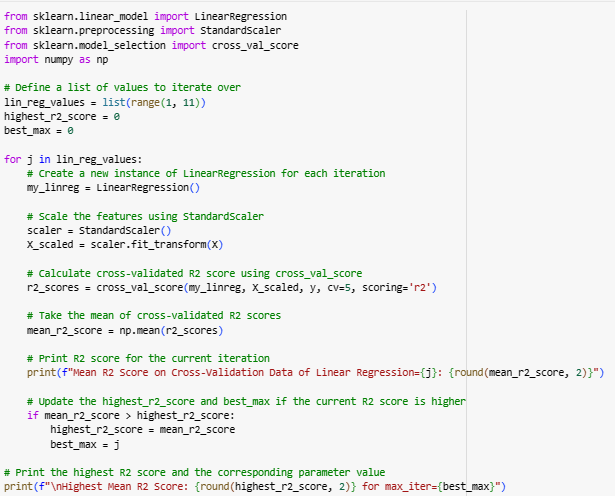 from sklearn.linear_model import LinearRegression
from sklearn.preprocessing import StandardScaler
from sklearn.model_selection import cross_val_score
import numpy as np

# Define a list of values to iterate over
lin_reg_values = list(range(1, 11))
highest_r2_score = 0
best_max = 0

for j in lin_reg_values:
    # Create a new instance of LinearRegression for each iteration
    my_linreg = LinearRegression()

    # Scale the features using StandardScaler
    scaler = StandardScaler()
    X_scaled = scaler.fit_transform(X)

    # Calculate cross-validated R2 score using cross_val_score
    r2_scores = cross_val_score(my_linreg, X_scaled, y, cv=5, scoring='r2')

    # Take the mean of cross-validated R2 scores
    mean_r2_score = np.mean(r2_scores)

    # Print R2 score for the current iteration
    print(f"Mean R2 Score on Cross-Validation Data of Linear Regression={j}: {round(mean_r2_score, 2)}")

    # Update the highest_r2_score and best_max if the current R2 score is higher
    if mean_r2_score > highest_r2_score:
        highest_r2_score = mean_r2_score
        best_max = j

# Print the highest R2 score and the corresponding parameter value
print(f"\nHighest Mean R2 Score: {round(highest_r2_score, 2)} for max_iter={best_max}")